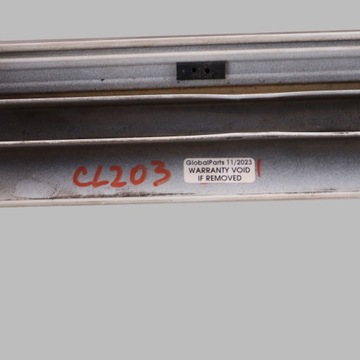 CL203
GlobalParts 11/2023
WARRANTY VOID
IF REMOVED